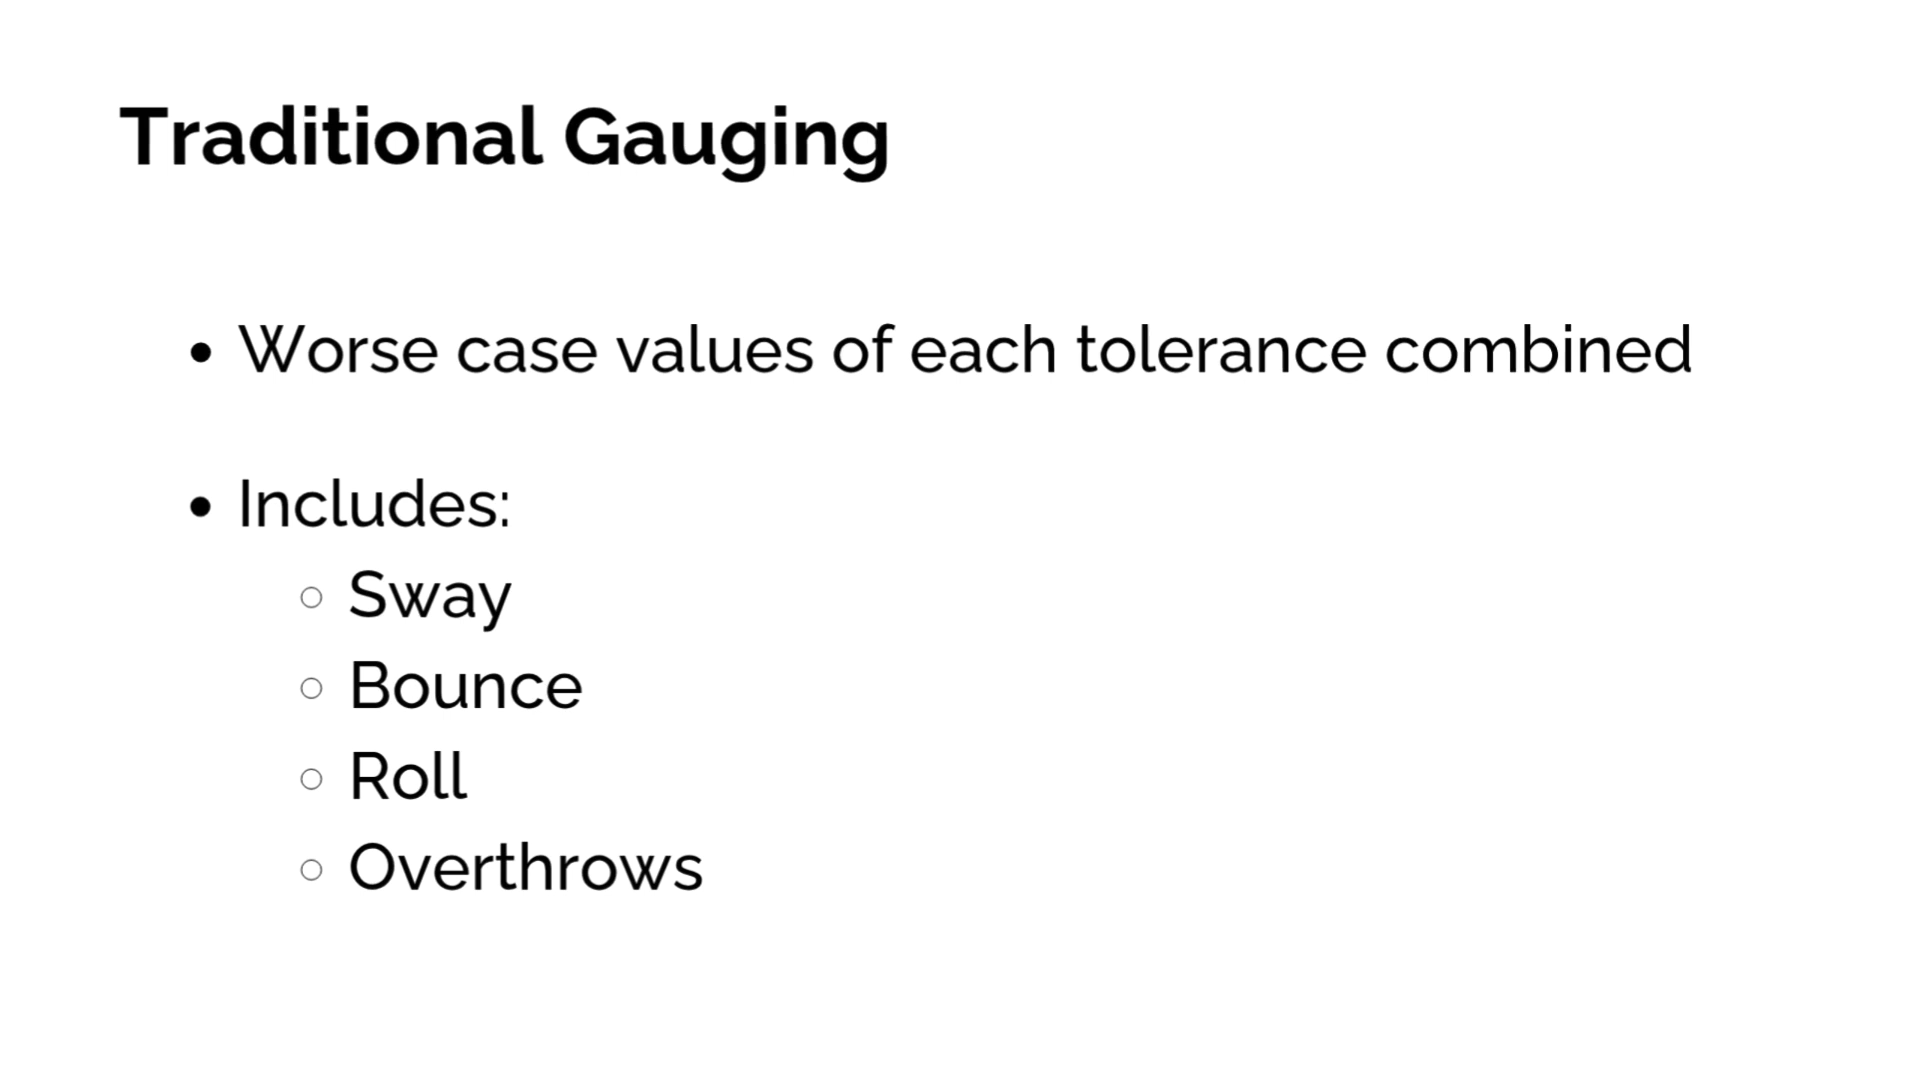 Traditional Gauging
• Worse case values of each tolerance combined
• Includes:
○ Sway
○ Bounce
○ Roll
○ Overthrows